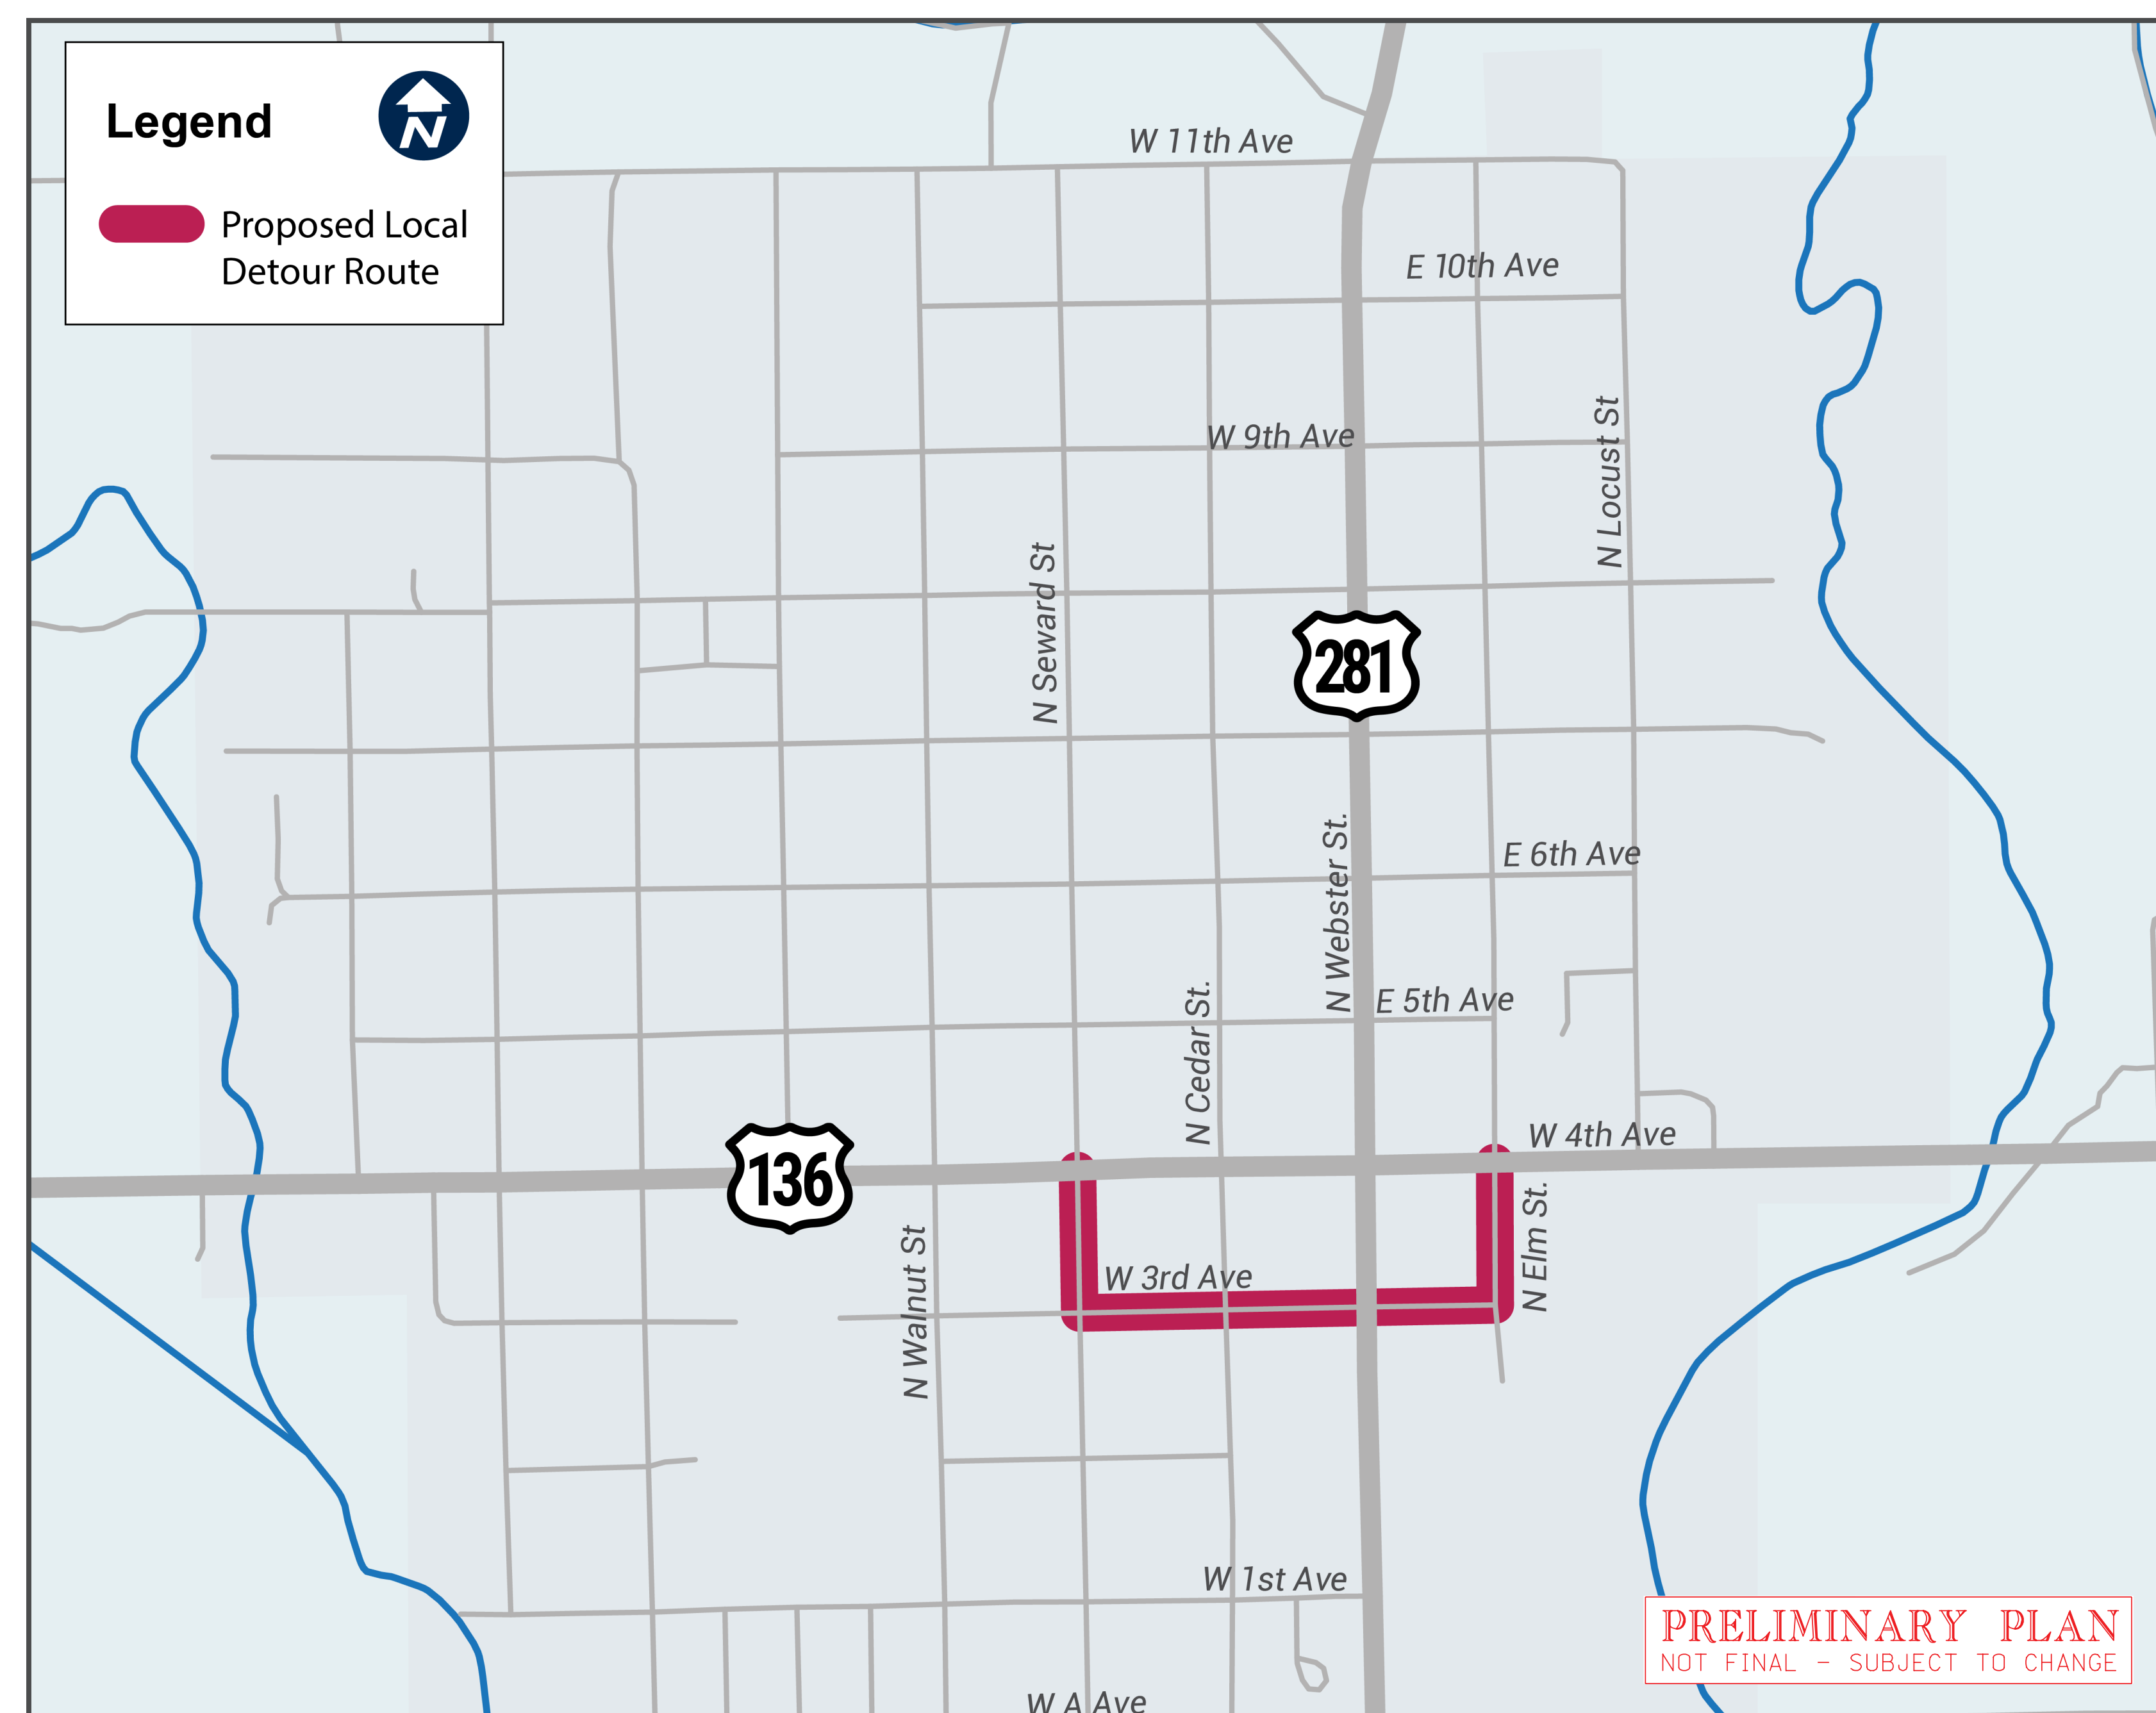 Legend
N
Proposed Local
Detour Route
W 11th Ave
E 10th Ave
W 9th Ave
N Locust St
N Seward St
281
N Webster St.
E 6th Ave
E 5th Ave
N Cedar St.
W 4th Ave
136
N Elm St.
W 3rd Ave
N Walnut St
W 1st Ave
W A Ave
PRELIMINARY PLAN
NOT FINAL - SUBJECT TO CHANGE